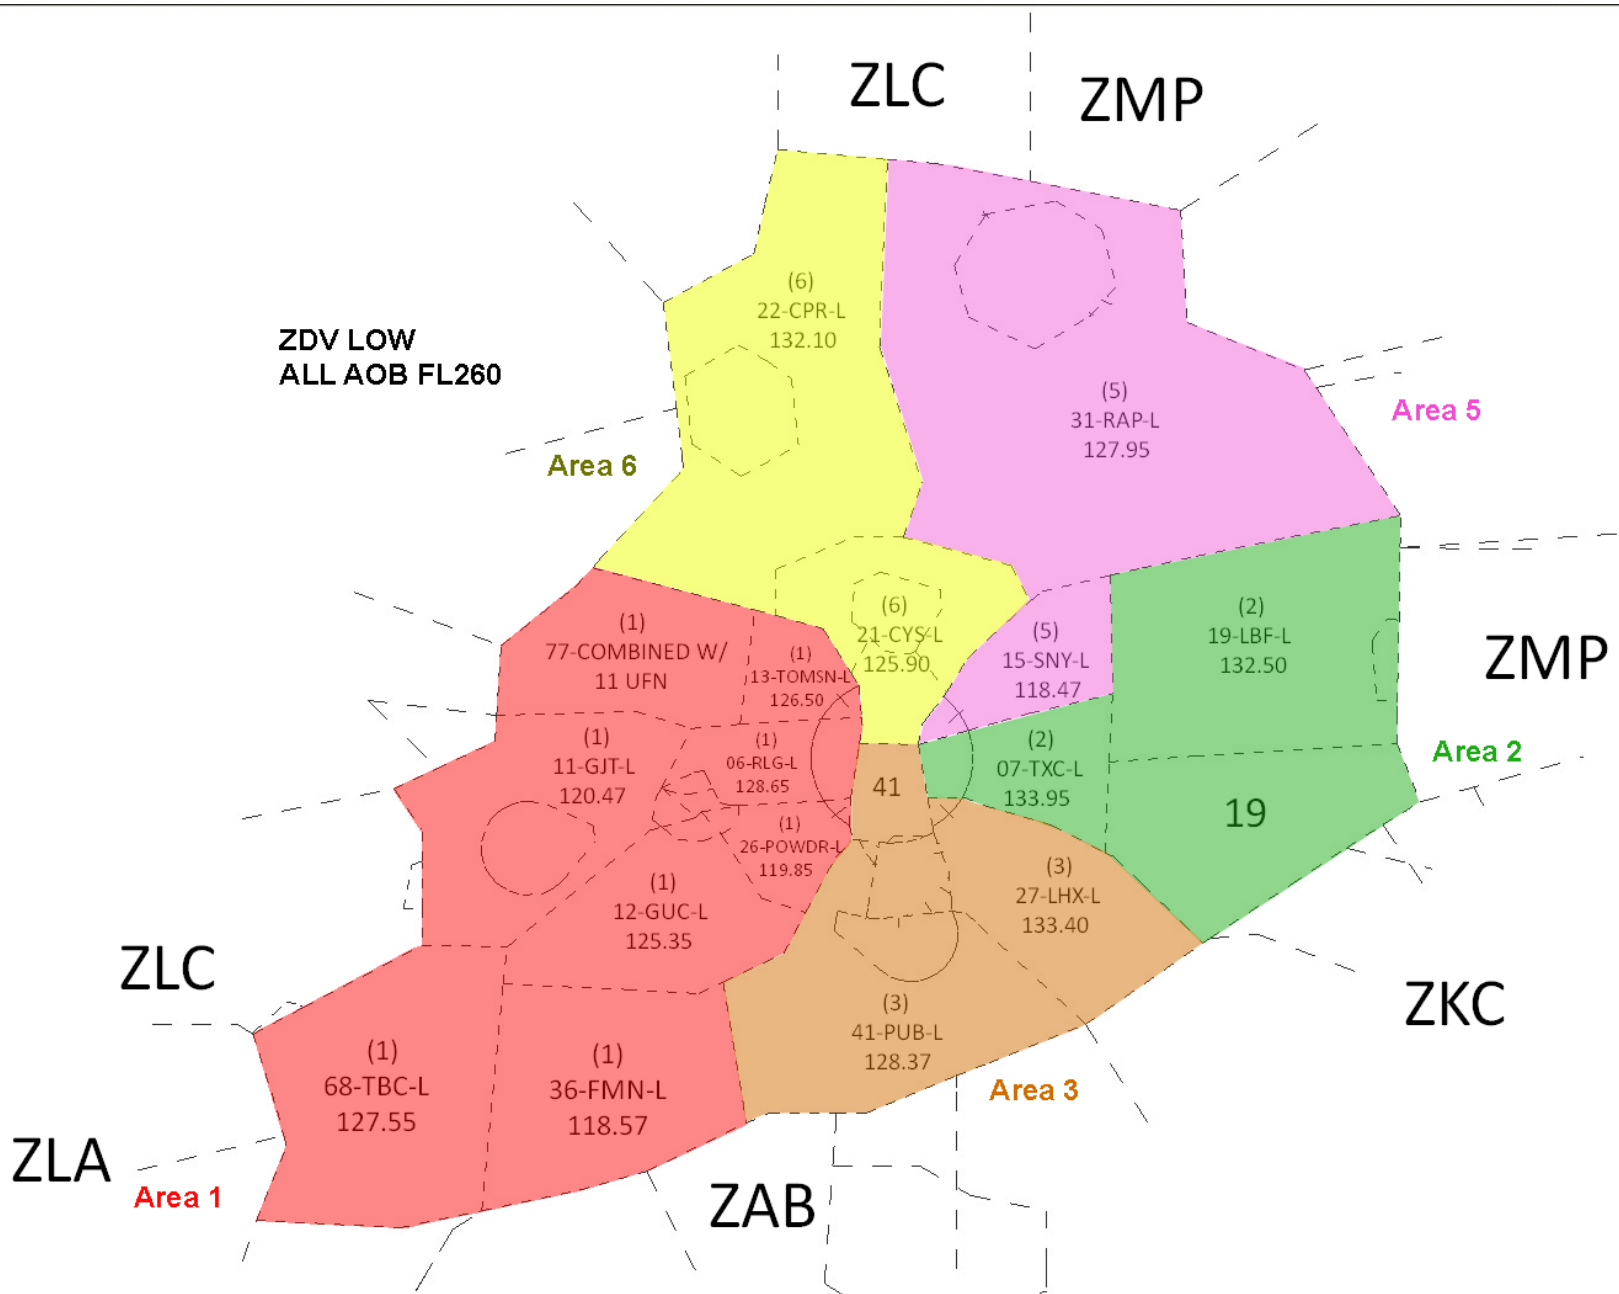 ZLC
ZMP
ZDV LOW
ALL AOB FL260
(6)
22-CPR-L
132.10
(5)
31-RAP-L
127.95
Area 5
Area 6
(6)
21-CYS-L
125.90
(5)
15-SNY-L
118.47
(2)
19-LBF-L
132.50
ZMP
(1)
77-COMBINED W/
11 UFN
(1)
13-TOMSN-L
126.50
(1)
11-GJT-L
120.47
(1)
06-RLG-L
128.65
41
(2)
07-TXC-L
133.95
19
Area 2
(1)
26-POWDR-L
119.85
(1)
12-GUC-L
125.35
(3)
27-LHX-L
133.40
ZLC
ZKC
(3)
41-PUB-L
128.37
Area 3
(1)
68-TBC-L
127.55
(1)
36-FMN-L
118.57
ZLA
Area 1
ZAB